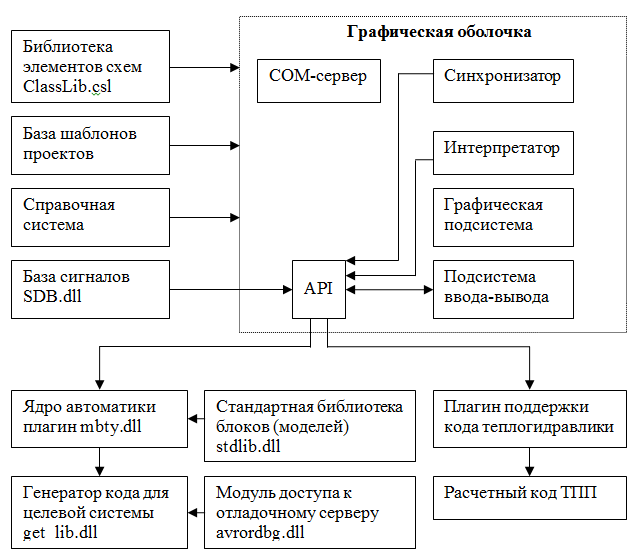 Графическая оболочка
Библиотека
элементов схем
ClassLib.csl
COM-сервер
Синхронизатор
База шаблонов
проектов
Интерпретатор
Справочная
система
Графическая
подсистема
База сигналов
SDB.dll
API
Подсистема
ввода-вывода
Ядро автоматики
плагин mbty.dll
Стандартная библиотека
блоков (моделей)
stdlib.dll
Плагин поддержки
кода теплогидравлики
Генератор кода для
целевой системы
get_lib.dll
Модуль доступа к
отладочному серверу
avrordbg.dll
Расчетный код ТПП